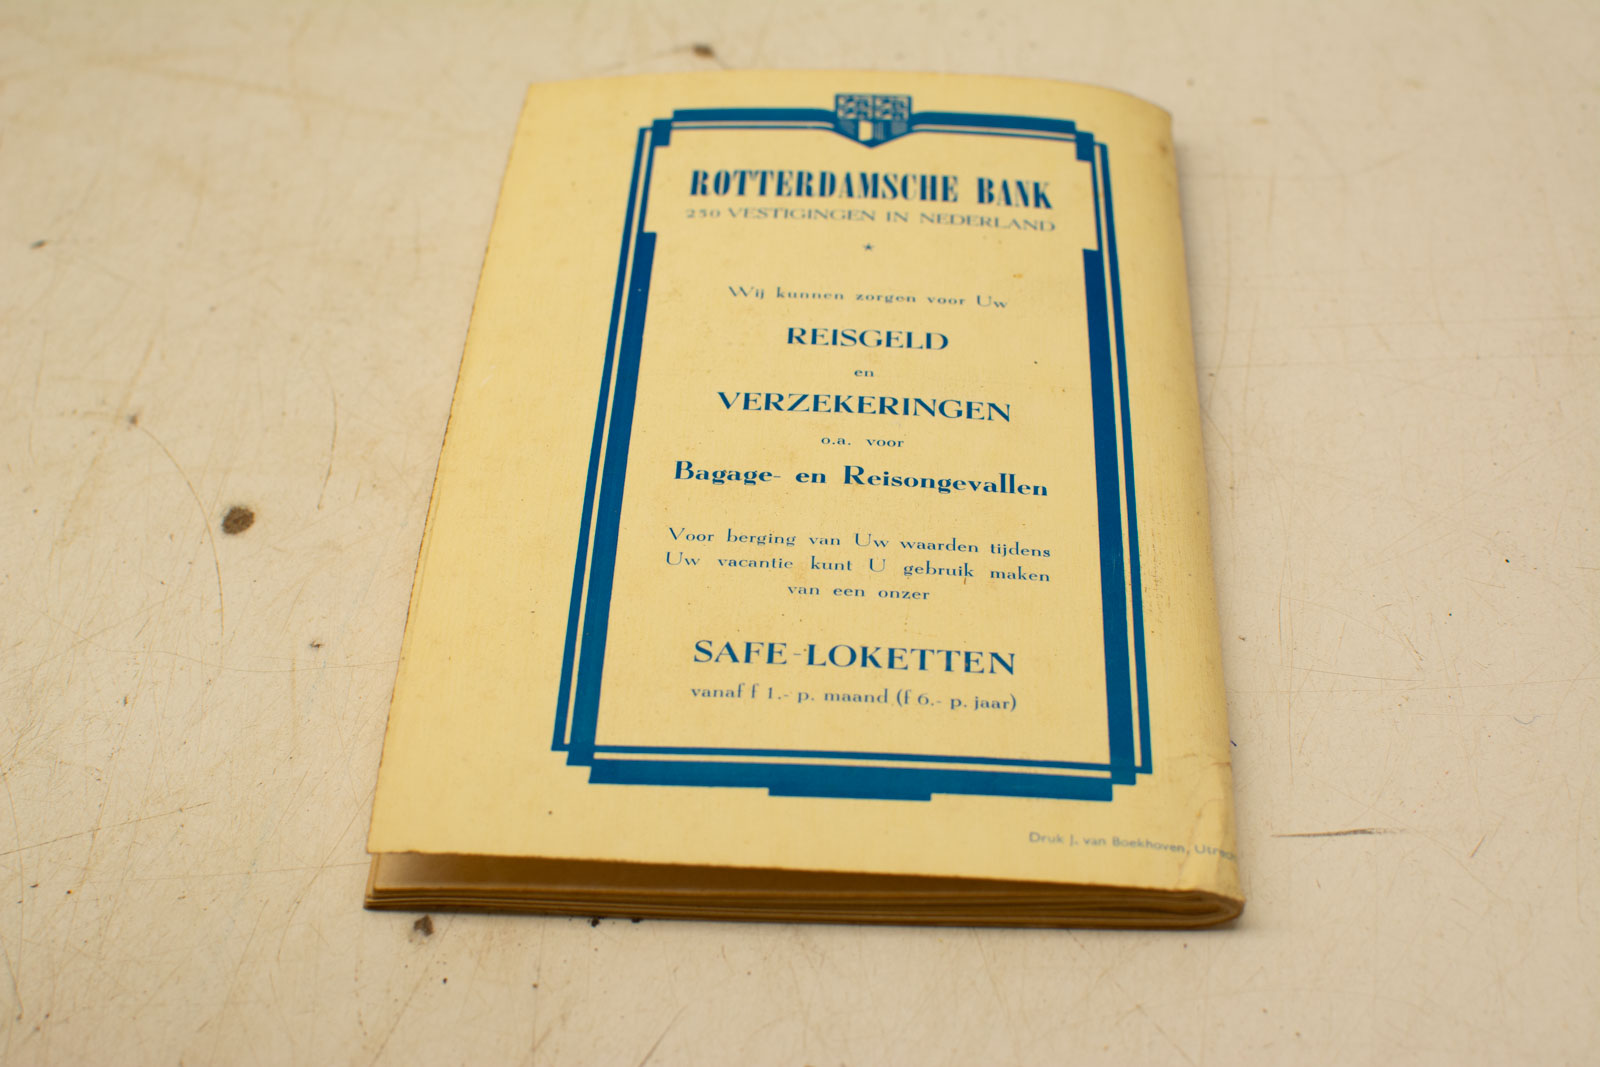 ROTTERDAMSCHE BANK
250 VESTIGINGEN IN NEDERLAND
*
Wij kunnen zorgen voor Uw
REISGELD
en
VERZEKERINGEN
o.a. voor
Bagage- en Reisongevallen
Voor berging van Uw waarden tijdens
Uw vacantie kunt U gebruik maken
van een onzer
SAFE-LOKETTEN
vanaf f 1.- p. maand (f 6.- p. jaar)
Druk J. van Boekhoven,